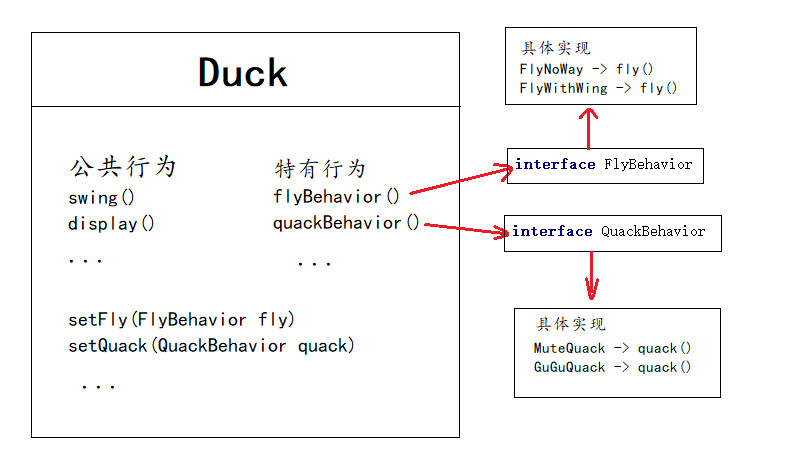 Duck
公共行为
swing()
display()
...
特有行为
flyBehavior()
quackBehavior()
...
setFly(FlyBehavior fly)
setQuack(QuackBehavior quack)
...
具体实现
FlyNoWay -> fly()
FlyWithWing -> fly()
interface FlyBehavior
interface QuackBehavior
具体实现
MuteQuack -> quack()
GuGuQuack -> quack()